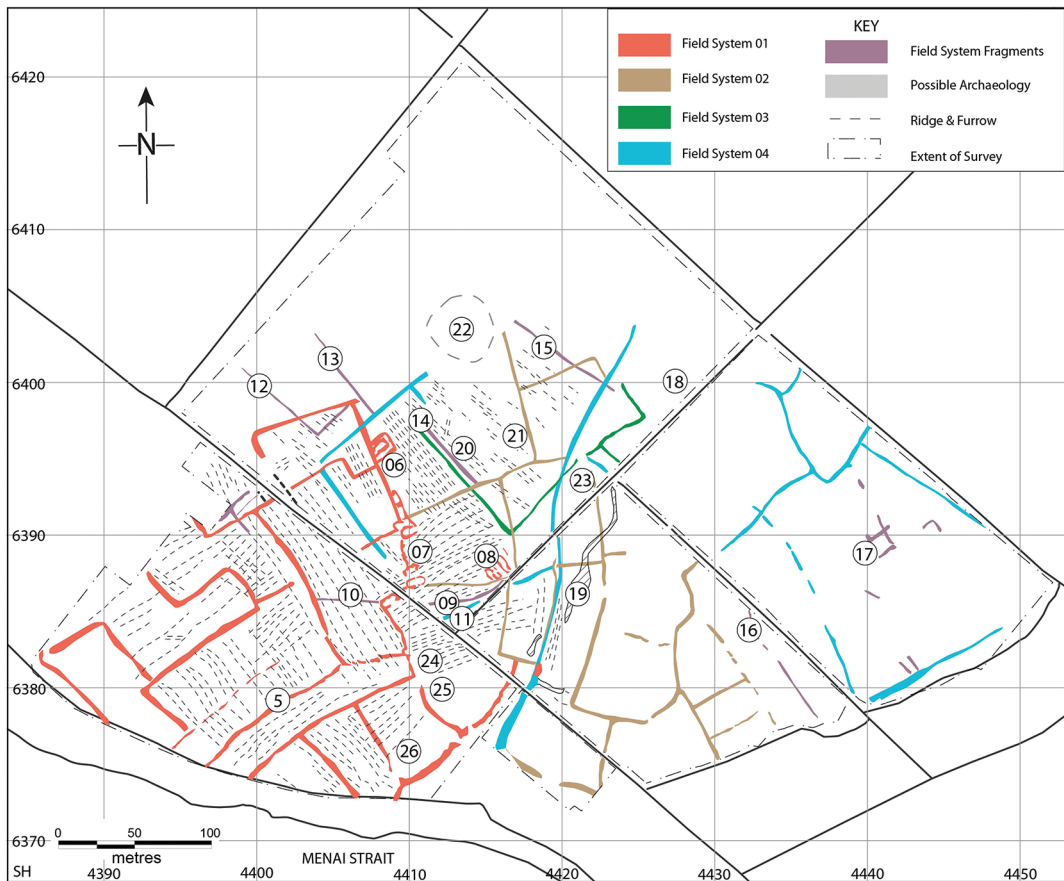 KEY
Field System 01
Field System Fragments
Field System 02
Possible Archaeology
Field System 03
Ridge & Furrow
Field System 04
Extent of Survey
6420
N
6410
22
15
13
12
6400
18
14
20
21
06
23
6390
07
08
17
10
09
19
11
16
24
6380
25
5
26
6370
0 50 100
metres
MENAI STRAIT
SH
4390 4400 4410 4420 4430 4440 4450